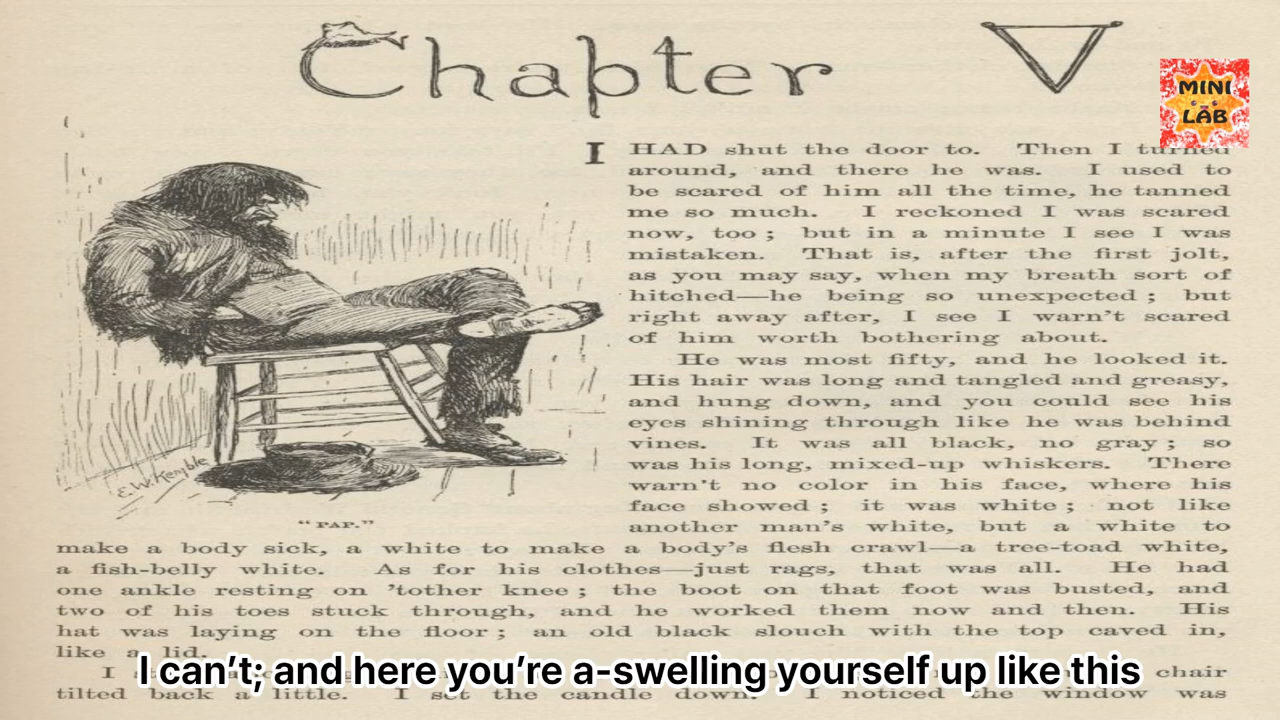 Chapter V
MINI
LAB
I HAD shut the door to. Then I turned
around, and there he was. I used to
be scared of him all the time, he tanned
me so much. I reckoned I was scared
now, too ; but in a minute I see I was
mistaken. That is, after the first jolt,
as you may say, when my breath sort of
hitched—he being so unexpected ; but
right away after, I see I warn't scared
of him worth bothering about.
He was most fifty, and he looked it.
His hair was long and tangled and greasy,
and hung down, and you could see his
eyes shining through like he was behind
vines. It was all black, no gray ; so
was his long, mixed-up whiskers. There
warn't no color in his face, where his
face showed ; it was white ; not like
another man's white, but a white to
E. W. Kemble
“ PAP.”
make a body sick, a white to make a body's flesh crawl—a tree-toad white,
a fish-belly white. As for his clothes—just rags, that was all. He had
one ankle resting on 'tother knee ; the boot on that foot was busted, and
two of his toes stuck through, and he worked them now and then. His
hat was laying on the floor ; an old black slouch with the top caved in,
like a lid.
I chair
tilted back a little. I set the candle down. I noticed the window was
I can’t; and here you’re a-swelling yourself up like this